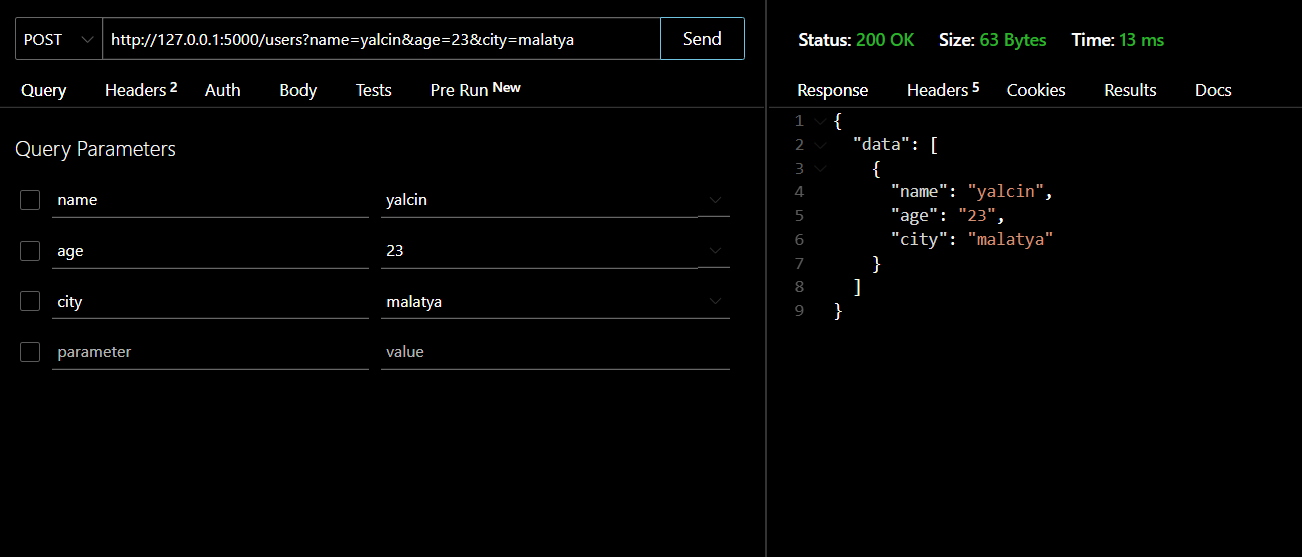 POST
http://127.0.0.1:5000/users?name=yalcin&age=23&city=malatya
Send
Query
Headers 2
Auth
Body
Tests
Pre Run New
Query Parameters
name yalcin
age 23
city malatya
parameter value
Status: 200 OK Size: 63 Bytes Time: 13 ms
Response
Headers 5
Cookies
Results
Docs
1 {
2 "data": [
3 {
4 "name": "yalcin",
5 "age": "23",
6 "city": "malatya"
7 }
8 ]
9 }